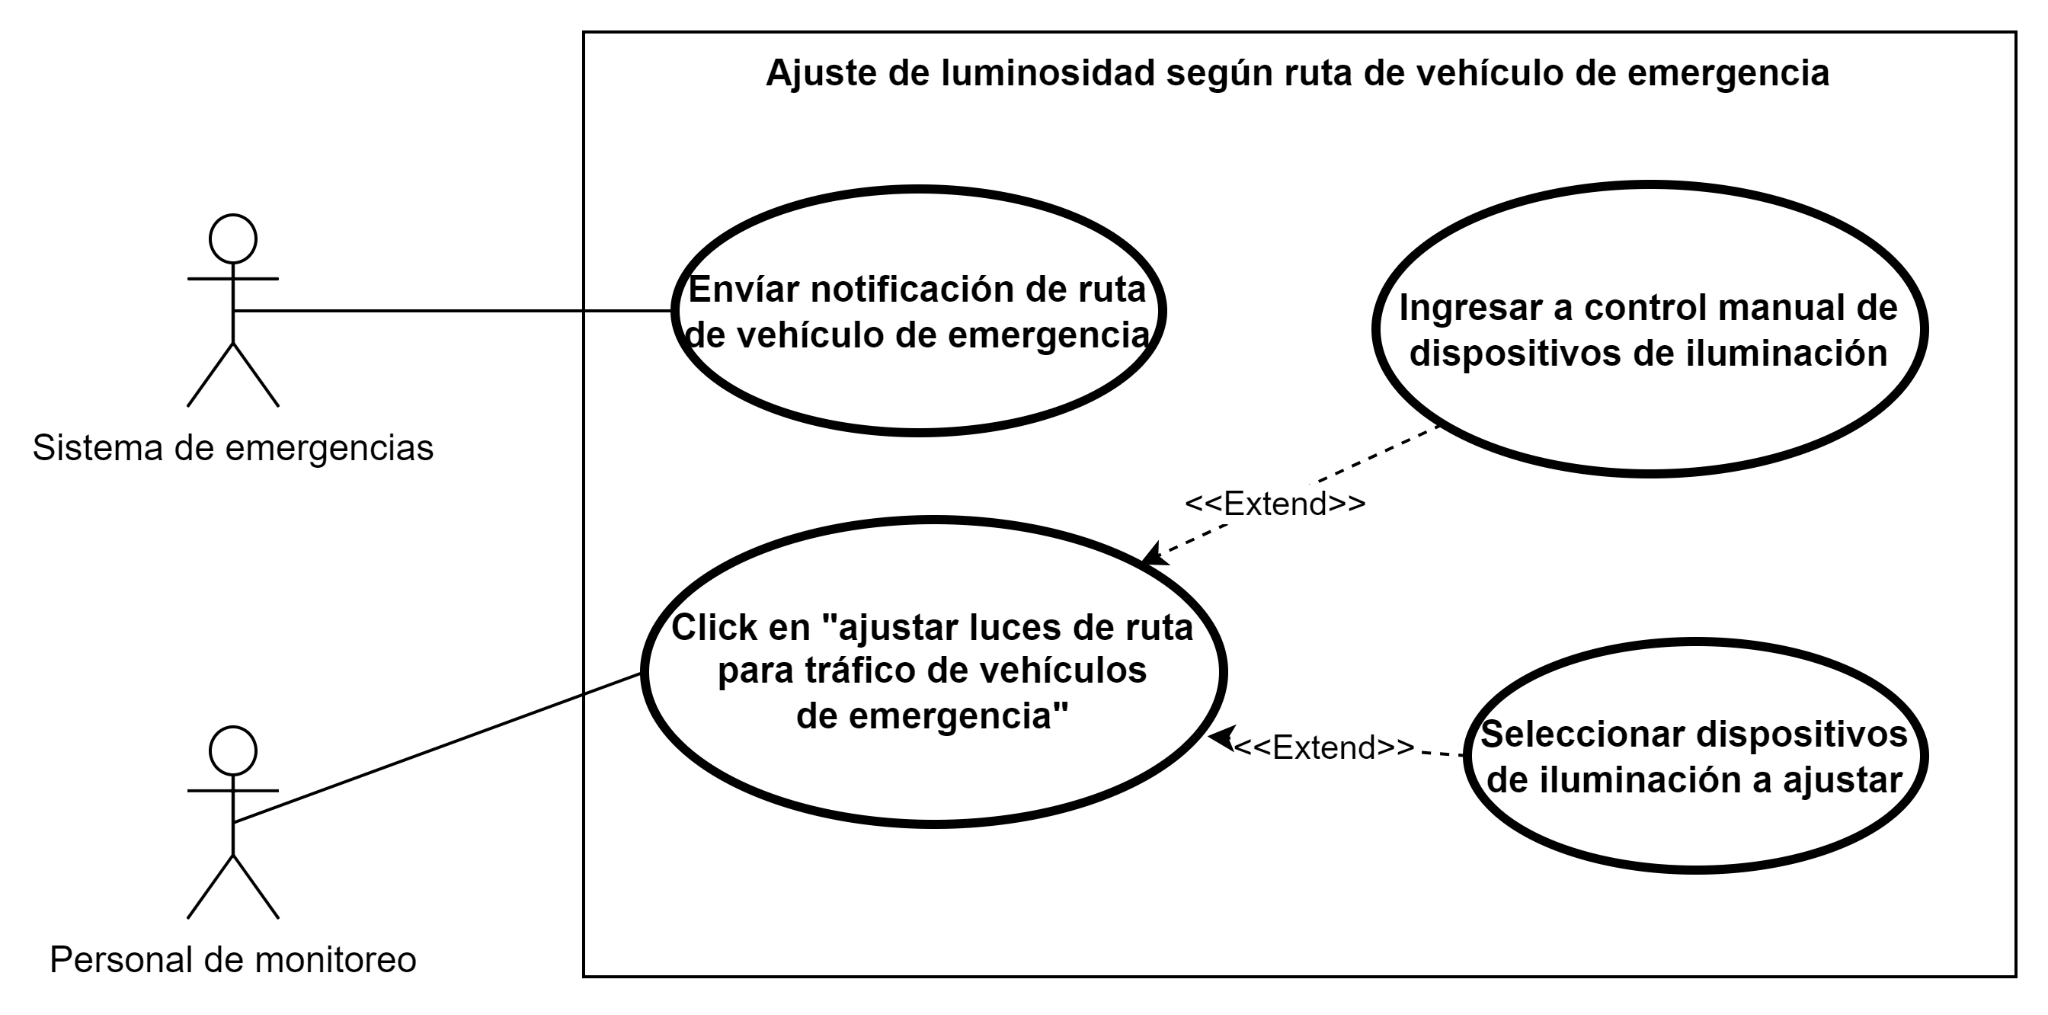 Ajuste de luminosidad según ruta de vehículo de emergencia
Envíar notificación de ruta
de vehículo de emergencia
Ingresar a control manual de
dispositivos de iluminación
Sistema de emergencias
<<Extend>>
Click en "ajustar luces de ruta
para tráfico de vehículos
de emergencia"
<<Extend>>
Seleccionar dispositivos
de iluminación a ajustar
Personal de monitoreo